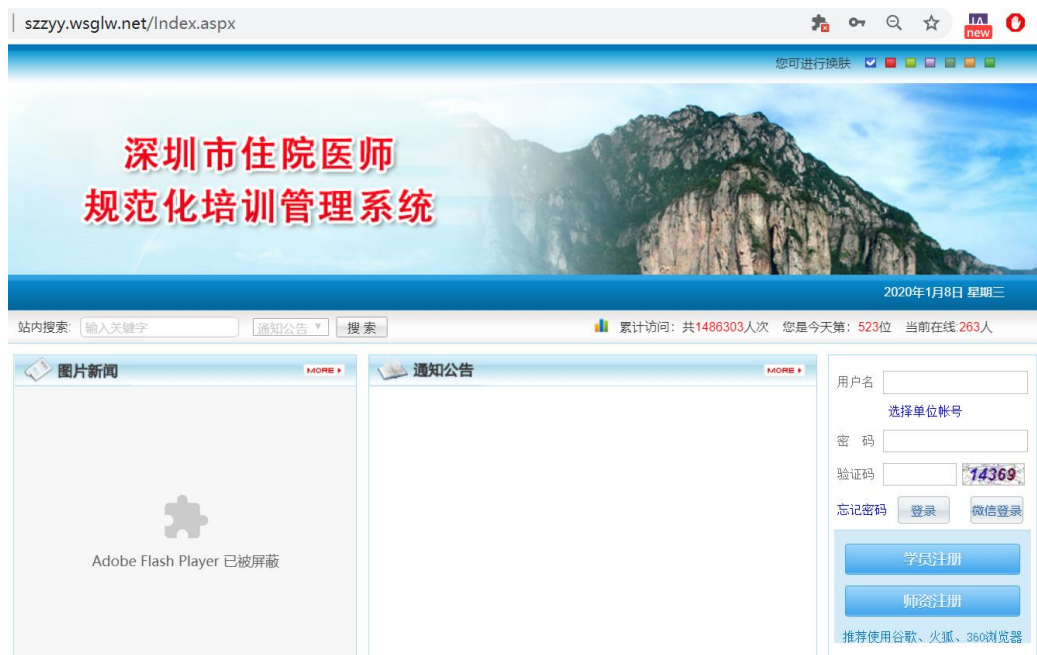 szzyy.wsglw.net/Index.aspx
new
您可进行换肤
深圳市住院医师
规范化培训管理系统
2020年1月8日 星期三
站内搜索: 输入关键字 通知公告 搜 索 累计访问：共1486303人次 您是今天第：523位 当前在线:263人
图片新闻 MORE
通知公告 MORE
用户名
选择单位帐号
密 码
验证码 14369
忘记密码 登录 微信登录
Adobe Flash Player 已被屏蔽
学员注册
师资注册
推荐使用谷歌、火狐、360浏览器